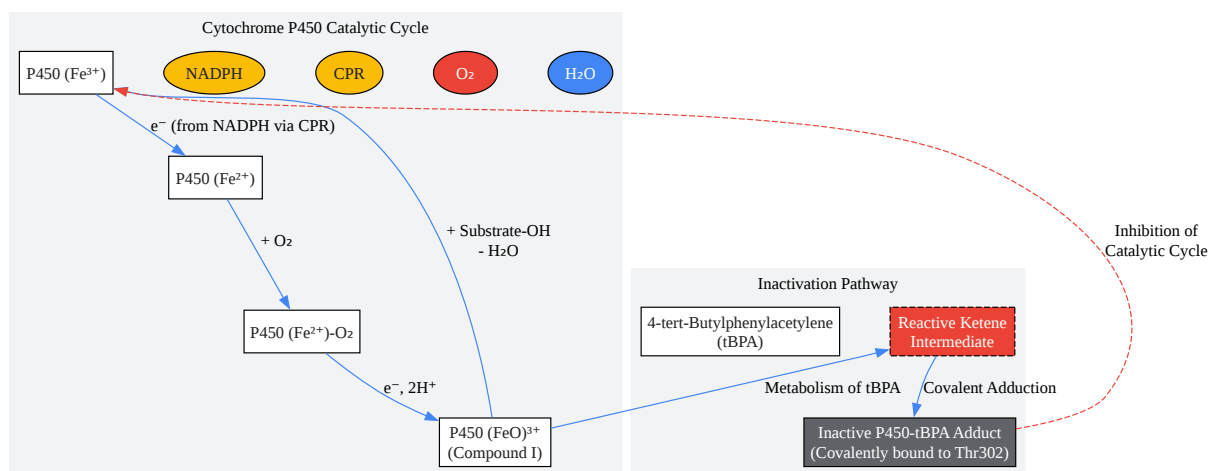 Cytochrome P450 Catalytic Cycle
P450 (Fe³⁺)
NADPH
CPR
O₂
H₂O
e⁻ (from NADPH via CPR)
P450 (Fe²⁺)
+ O₂
+ Substrate-OH
- H₂O
Inhibition of
Catalytic Cycle
Inactivation Pathway
P450 (Fe²⁺)-O₂
4-tert-Butylphenylacetylene
(tBPA)
Reactive Ketene
Intermediate
e⁻, 2H⁺
Metabolism of tBPA
Covalent Adduction
P450 (FeO)³⁺
(Compound I)
Inactive P450-tBPA Adduct
(Covalently bound to Thr302)